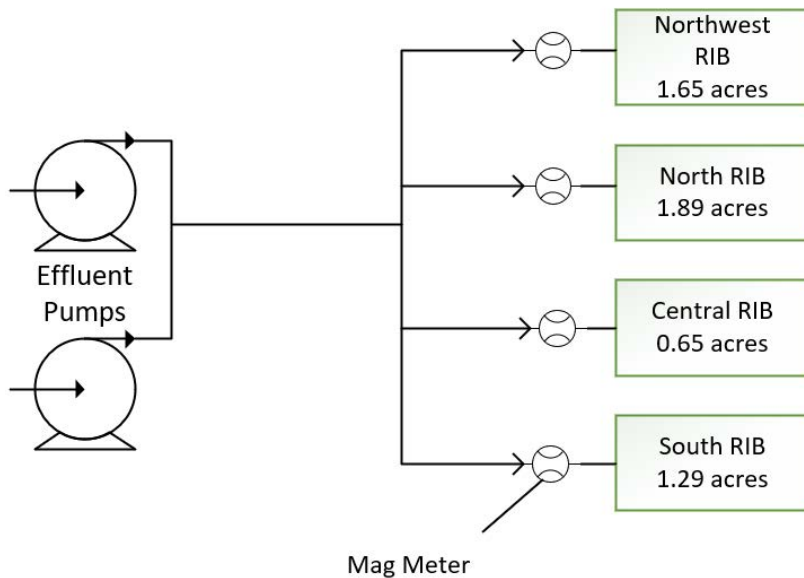 Northwest
RIB
1.65 acres
North RIB
1.89 acres
Effluent
Pumps
Central RIB
0.65 acres
South RIB
1.29 acres
Mag Meter